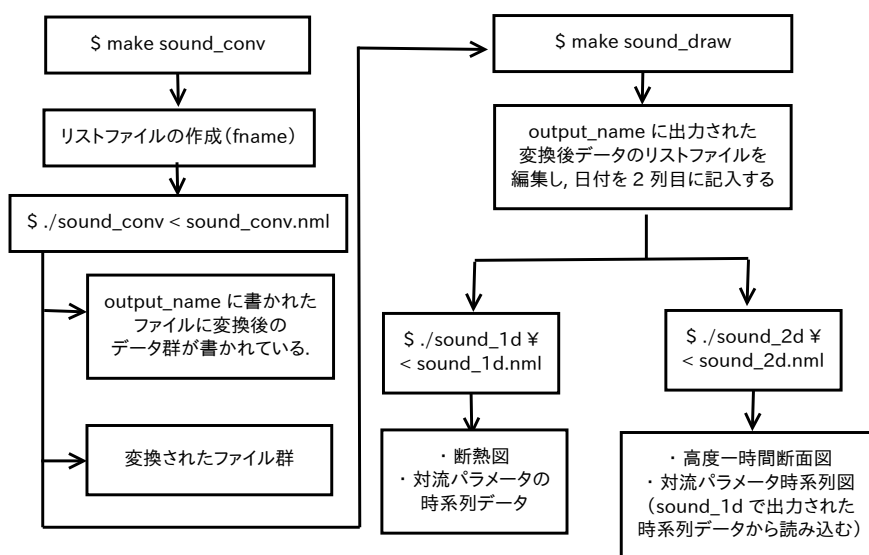 $ make sound_conv
リストファイルの作成（fname）
$ ./sound_conv < sound_conv.nml
output_name に書かれた
ファイルに変換後の
データ群が書かれている.
変換されたファイル群
$ make sound_draw
output_name に出力された
変換後データのリストファイルを
編集し, 日付を 2 列目に記入する
$ ./sound_1d ¥
< sound_1d.nml
・断熱図
・対流パラメータの
時系列データ
$ ./sound_2d ¥
< sound_2d.nml
・高度ー時間断面図
・対流パラメータ時系列図
（sound_1d で出力された
時系列データから読み込む）